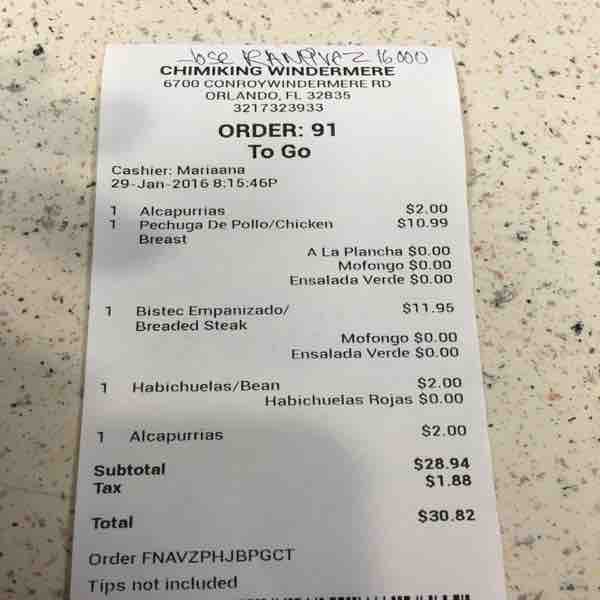 Jose RAMIVAZ 16000
CHIMIKING WINDERMERE
6700 CONROYWINDERMERE RD
ORLANDO, FL 32835
3217323933
ORDER: 91
To Go
Cashier: Mariaana
29-Jan-2016 8:15:46P
1 Alcapurrias $2.00
1 Pechuga De Pollo/Chicken $10.99
Breast
A La Plancha $0.00
Mofongo $0.00
Ensalada Verde $0.00
1 Bistec Empanizado/ $11.95
Breaded Steak
Mofongo $0.00
Ensalada Verde $0.00
1 Habichuelas/Bean $2.00
Habichuelas Rojas $0.00
1 Alcapurrias $2.00
Subtotal $28.94
Tax $1.88
Total $30.82
Order FNAVZPHJBPGCT
Tips not included